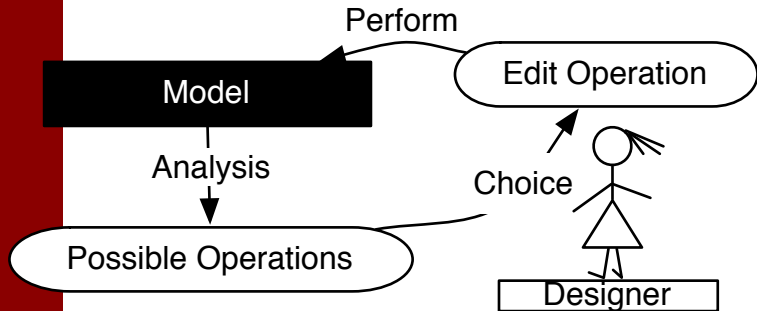 Perform
Edit Operation
Model
Analysis
Choice
Possible Operations
Designer